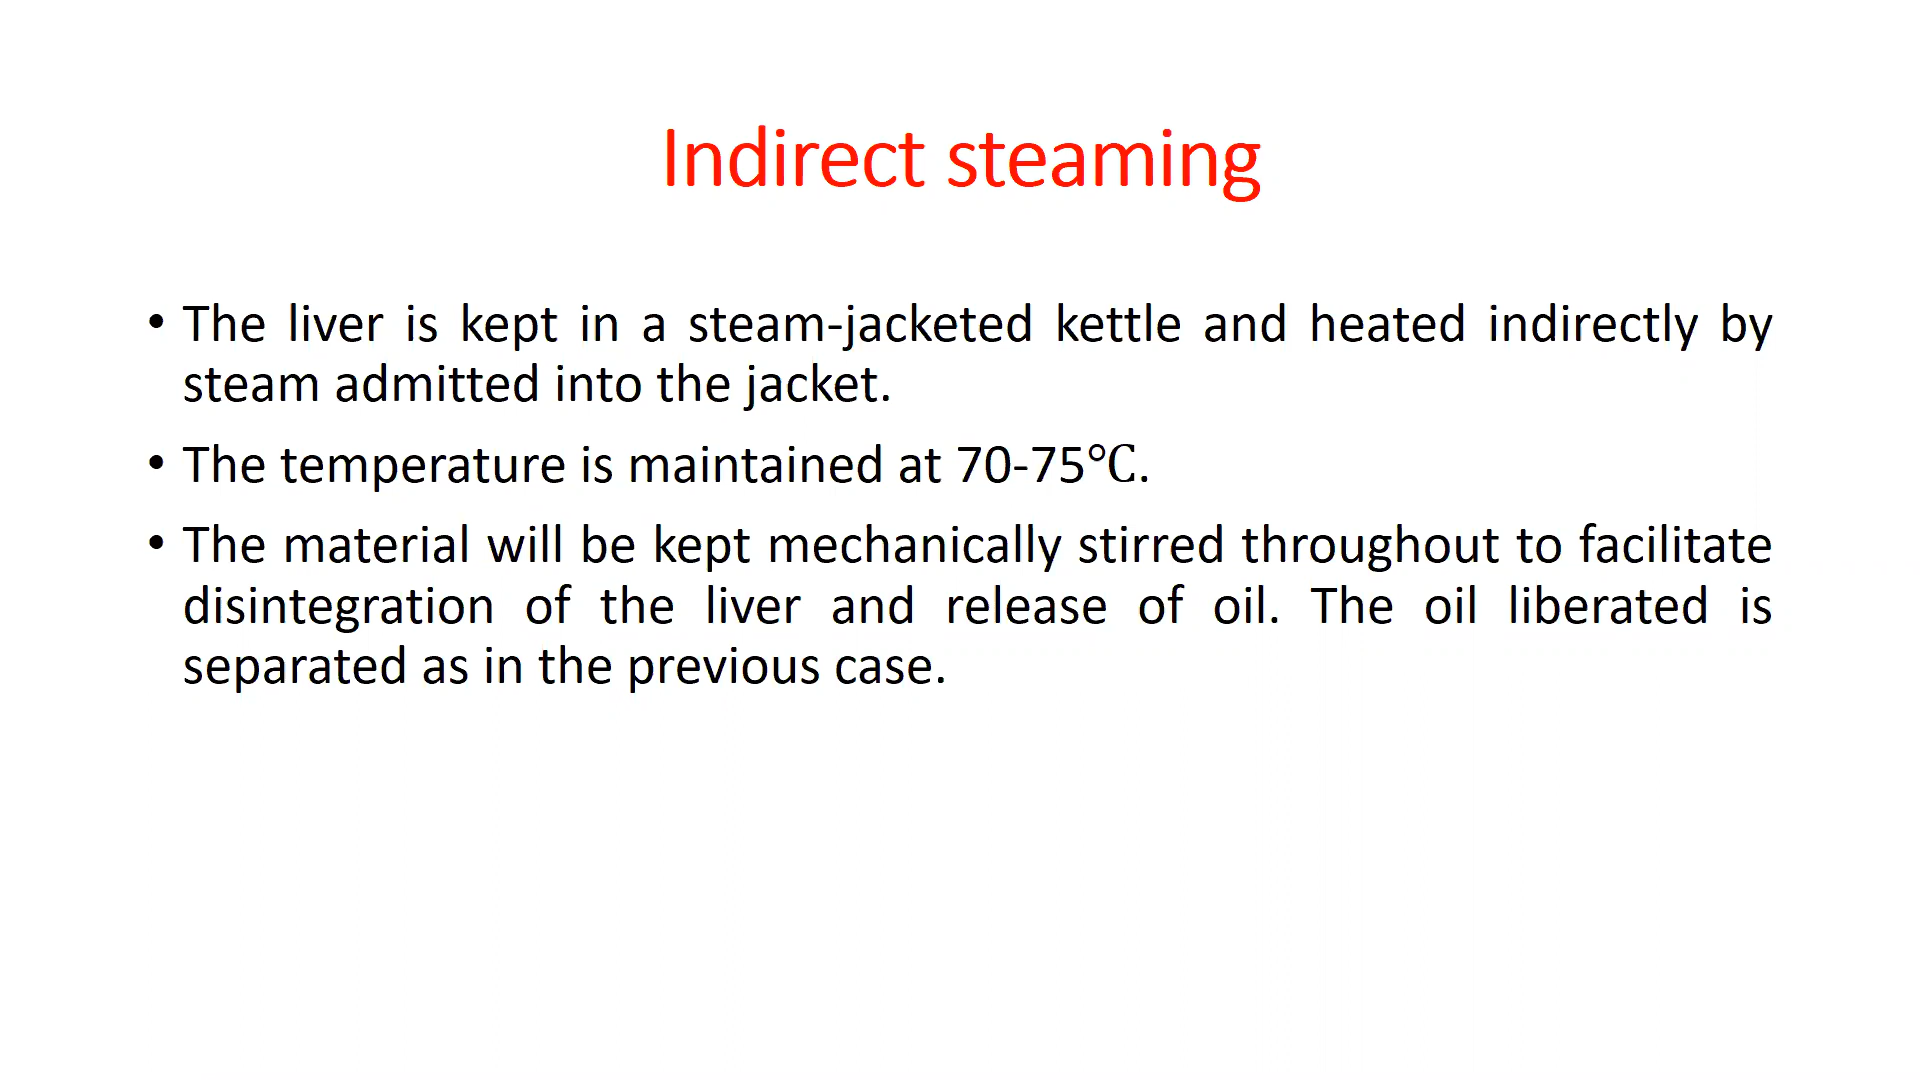 Indirect steaming
• The liver is kept in a steam-jacketed kettle and heated indirectly by
steam admitted into the jacket.
• The temperature is maintained at 70-75℃.
• The material will be kept mechanically stirred throughout to facilitate
disintegration of the liver and release of oil. The oil liberated is
separated as in the previous case.